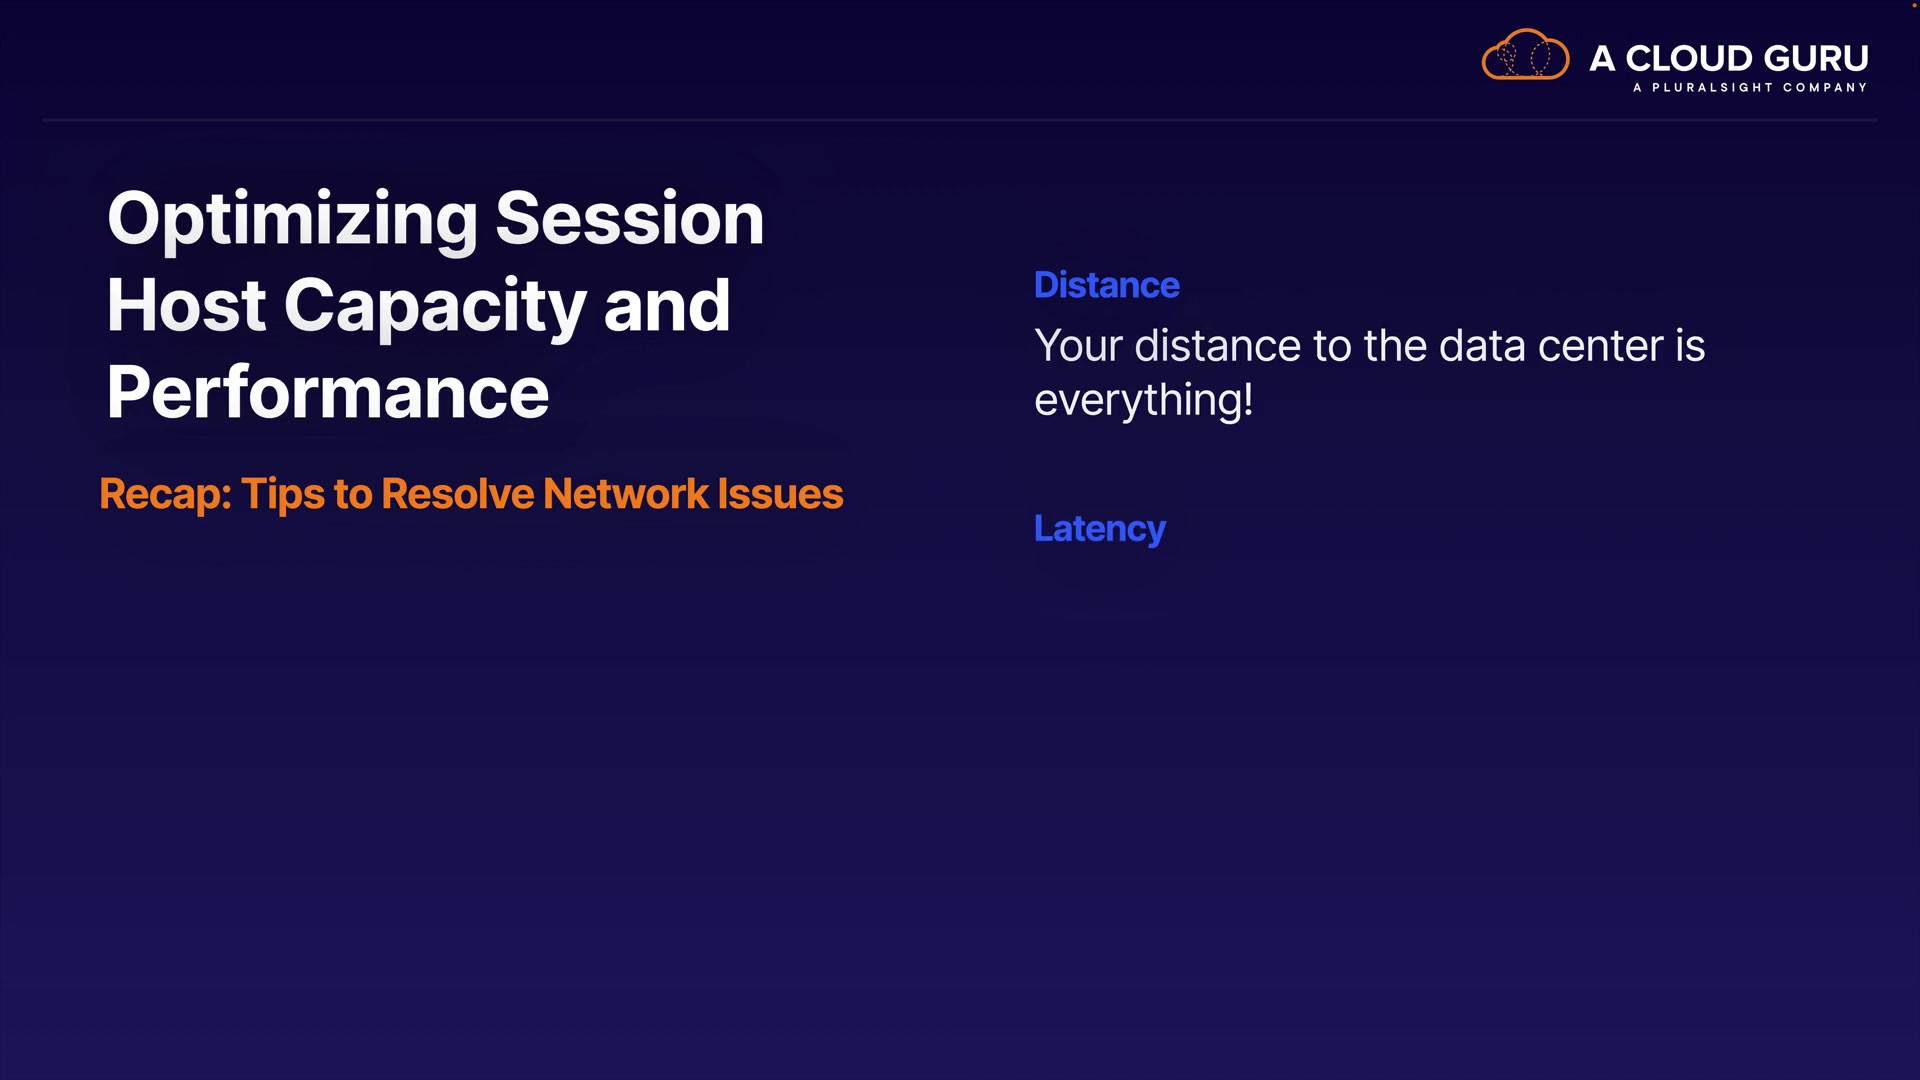 A CLOUD GURU
A PLURALSIGHT COMPANY
Optimizing Session
Host Capacity and
Performance
Recap: Tips to Resolve Network Issues
Distance
Your distance to the data center is
everything!
Latency